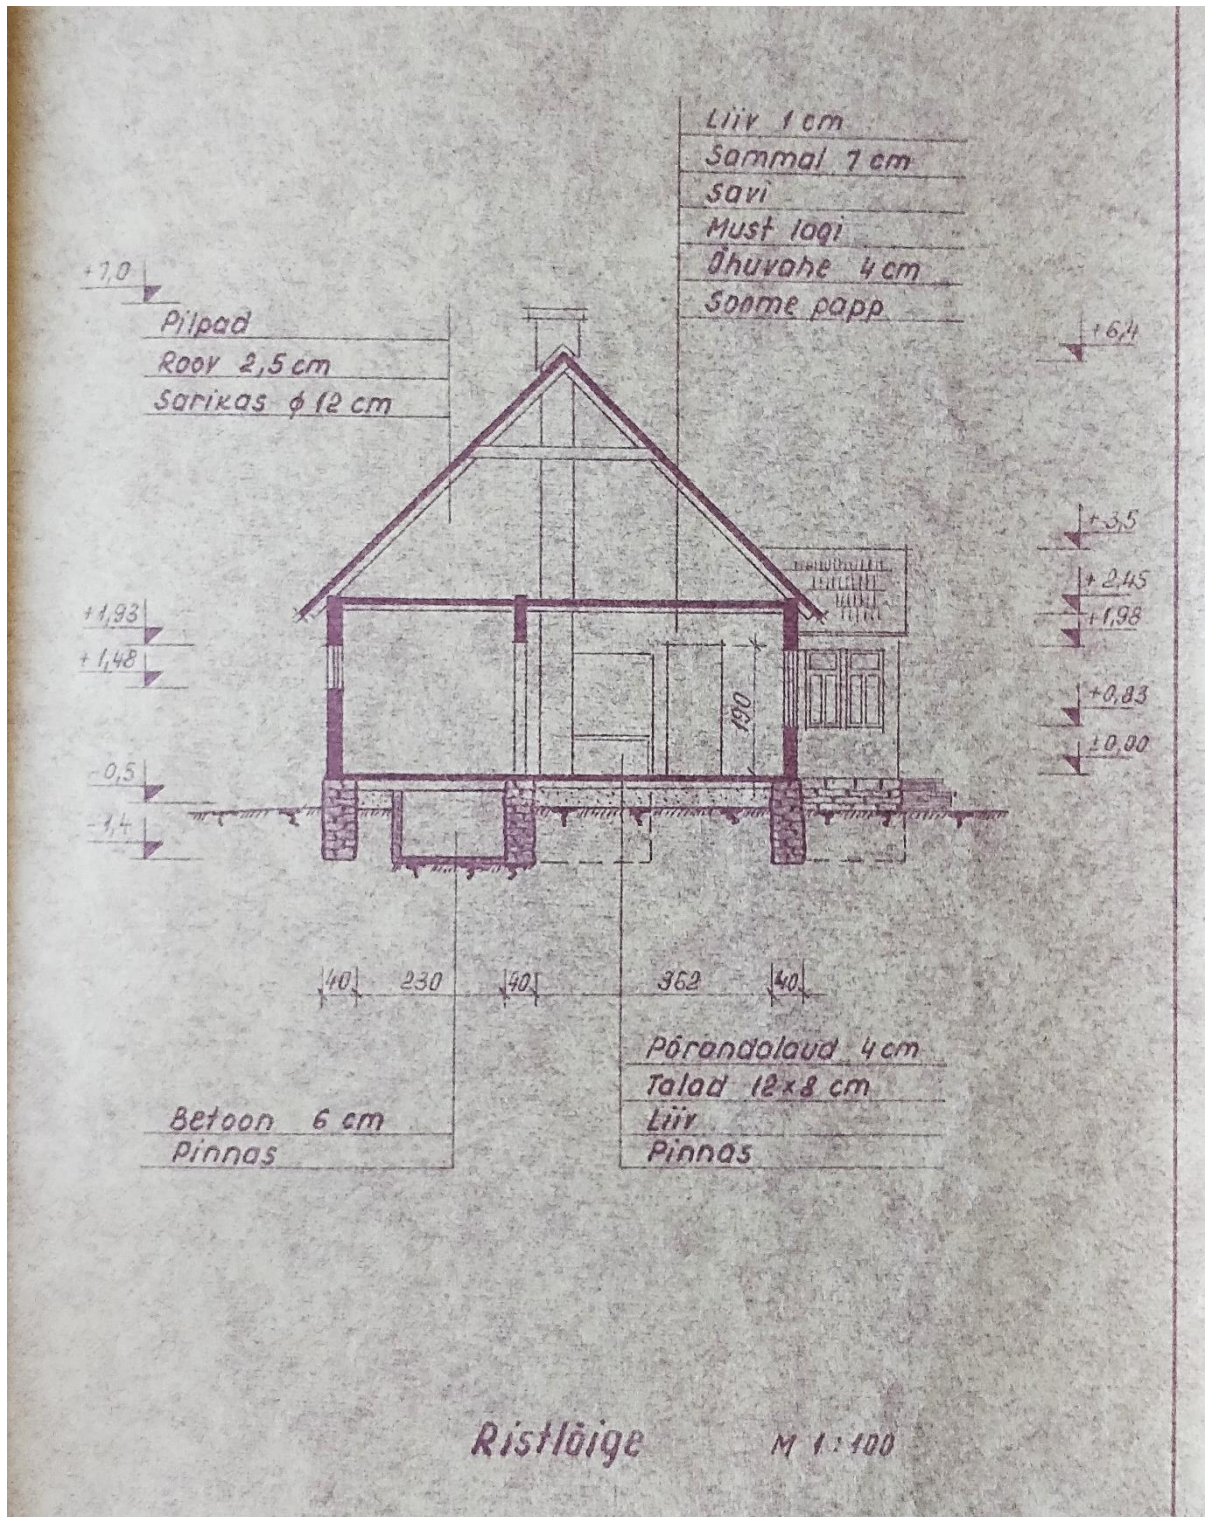 Liiv 1 cm
Sammal 7 cm
Savi
Must lagi
Õhuvahe 4 cm
Soome papp
+7,0
Pilpad
Roov 2,5 cm
Sarikas ϕ 12 cm
+6,4
+3,5
+2,45
+1,98
+0,83
±0,00
+1,93
+1,48
-0,5
-1,4
190
40 230 40 362 40
Põrandalaud 4 cm
Talad 12×8 cm
Liiv
Pinnas
Betoon 6 cm
Pinnas
Ristlõige M 1:100